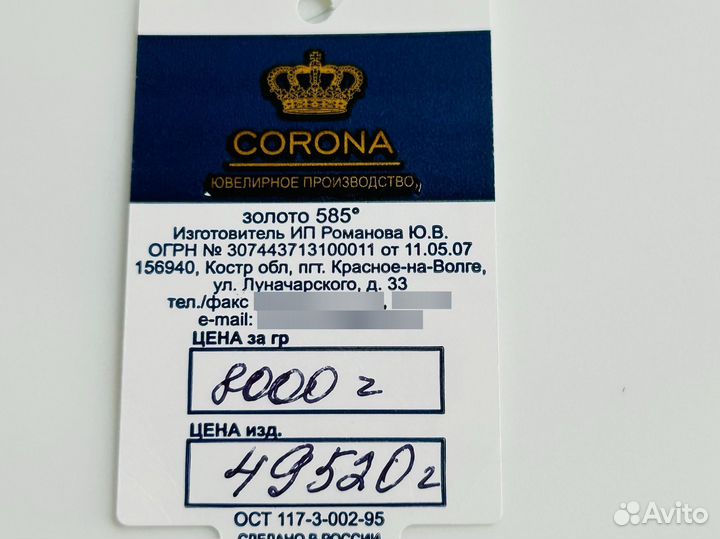 CORONA
ЮВЕЛИРНОЕ ПРОИЗВОДСТВО
золото 585°
Изготовитель ИП Романова Ю.В.
ОГРН № 307443713100011 от 11.05.07
156940, Костр обл, пгт. Красное-на-Волге,
ул. Луначарского, д. 33
тел./факс
e-mail:
ЦЕНА за гр
8000 г
ЦЕНА изд.
49520 г
ОСТ 117-3-002-95
СДЕЛАНО В РОССИИ
Avito